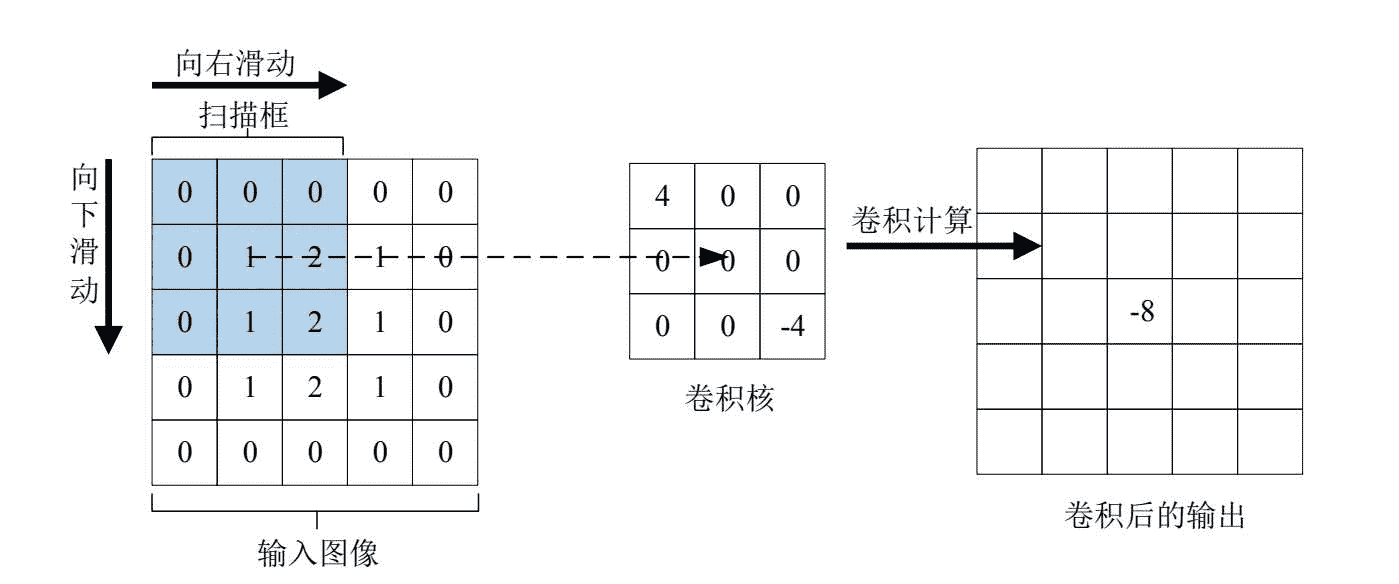 向右滑动
扫描框
向下滑动
0 0 0 0 0
0 1 2 1 0
0 1 2 1 0
0 1 2 1 0
0 0 0 0 0
输入图像
4 0 0
0 0 0
0 0 -4
卷积核
卷积计算
-8
卷积后的输出